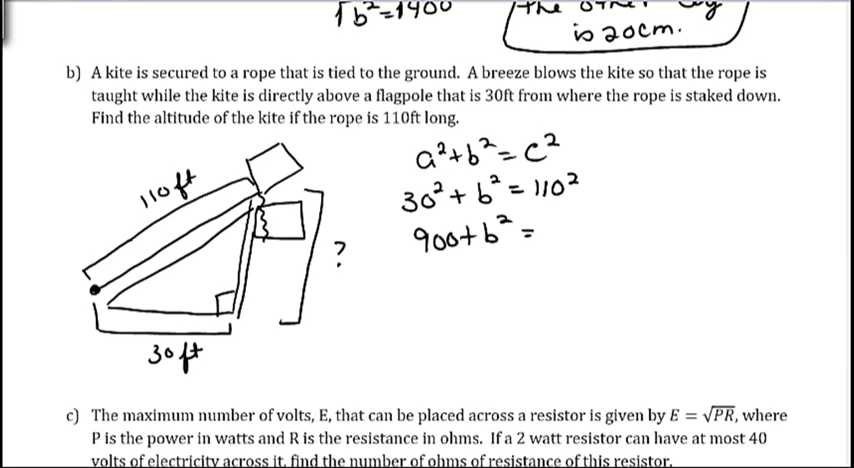 √b²=1400
the other leg
is 20cm.
b) A kite is secured to a rope that is tied to the ground. A breeze blows the kite so that the rope is
taught while the kite is directly above a flagpole that is 30ft from where the rope is staked down.
Find the altitude of the kite if the rope is 110ft long.
110ft
?
30ft
a²+b²=c²
30²+b²=110²
900+b²=
c) The maximum number of volts, E, that can be placed across a resistor is given by E = √PR, where
P is the power in watts and R is the resistance in ohms. If a 2 watt resistor can have at most 40
volts of electricity across it, find the number of ohms of resistance of this resistor.